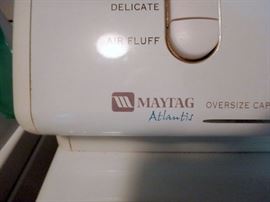 DELICATE
AIR FLUFF
MAYTAG OVERSIZE CAP
Atlantis